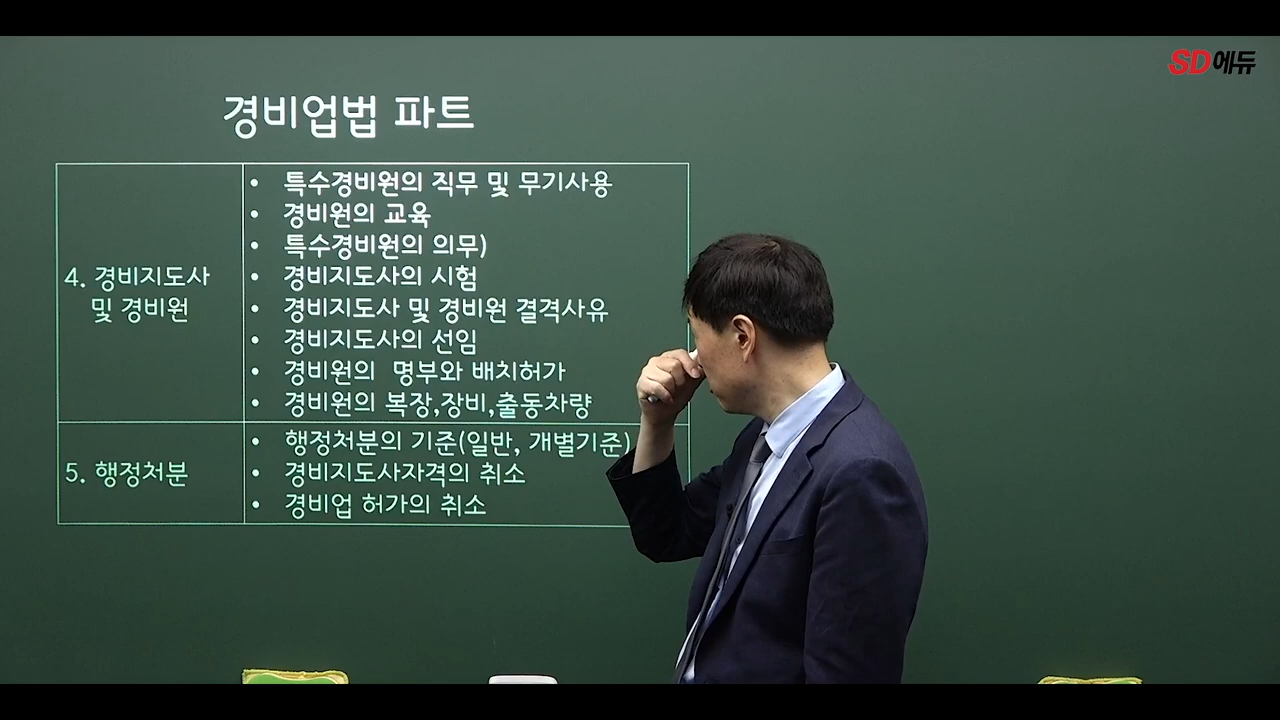 SD에듀
경비업법 파트
4. 경비지도사
및 경비원
• 특수경비원의 직무 및 무기사용
• 경비원의 교육
• 특수경비원의 의무)
• 경비지도사의 시험
• 경비지도사 및 경비원 결격사유
• 경비지도사의 선임
• 경비원의  명부와 배치허가
• 경비원의 복장,장비,출동차량
5. 행정처분
• 행정처분의 기준(일반, 개별기준)
• 경비지도사자격의 취소
• 경비업 허가의 취소